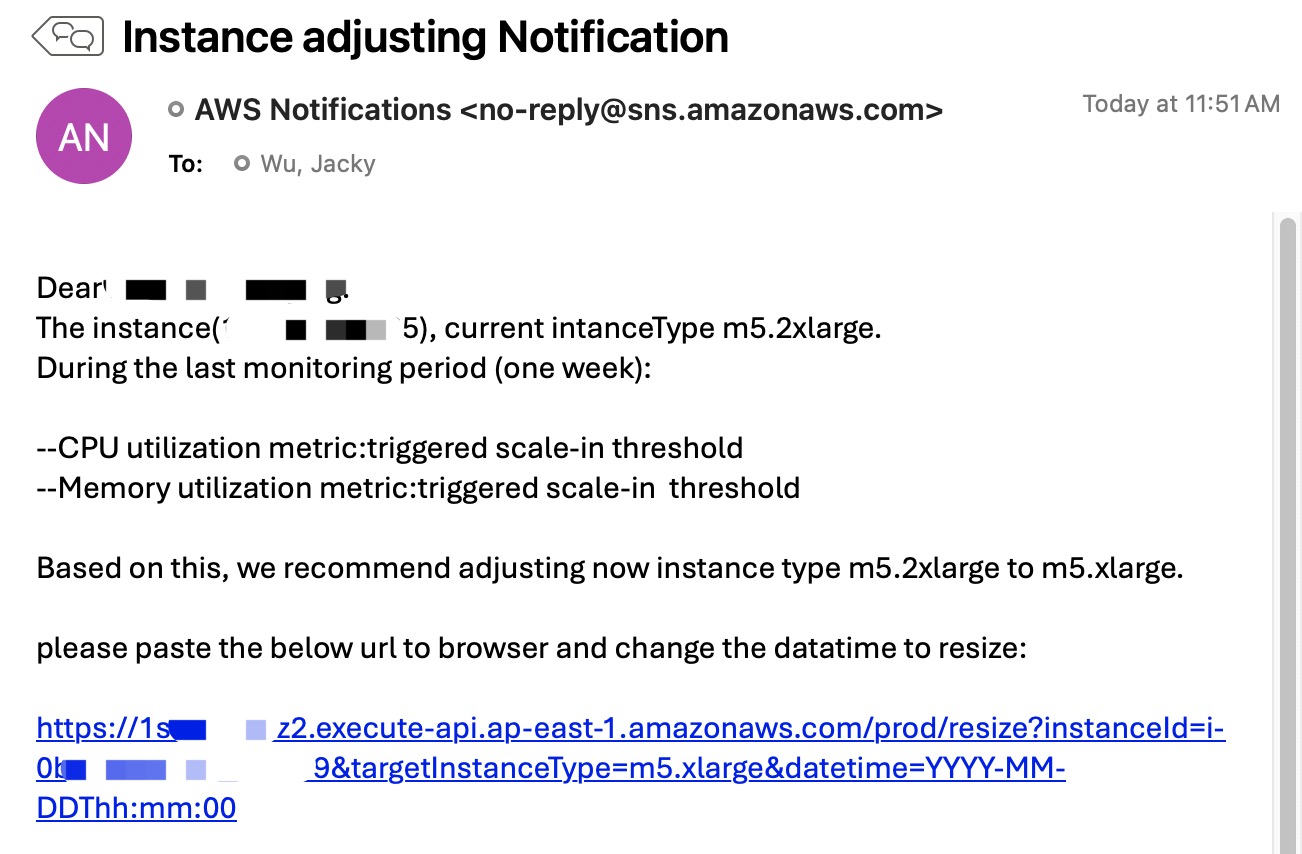 Instance adjusting Notification
AN
AWS Notifications <no-reply@sns.amazonaws.com>
Today at 11:51 AM
To: Wu, Jacky
Dear
The instance( 5), current intanceType m5.2xlarge.
During the last monitoring period (one week):
--CPU utilization metric:triggered scale-in threshold
--Memory utilization metric:triggered scale-in  threshold
Based on this, we recommend adjusting now instance type m5.2xlarge to m5.xlarge.
please paste the below url to browser and change the datatime to resize:
https://1s z2.execute-api.ap-east-1.amazonaws.com/prod/resize?instanceId=i-
0b 9&targetInstanceType=m5.xlarge&datetime=YYYY-MM-
DDThh:mm:00